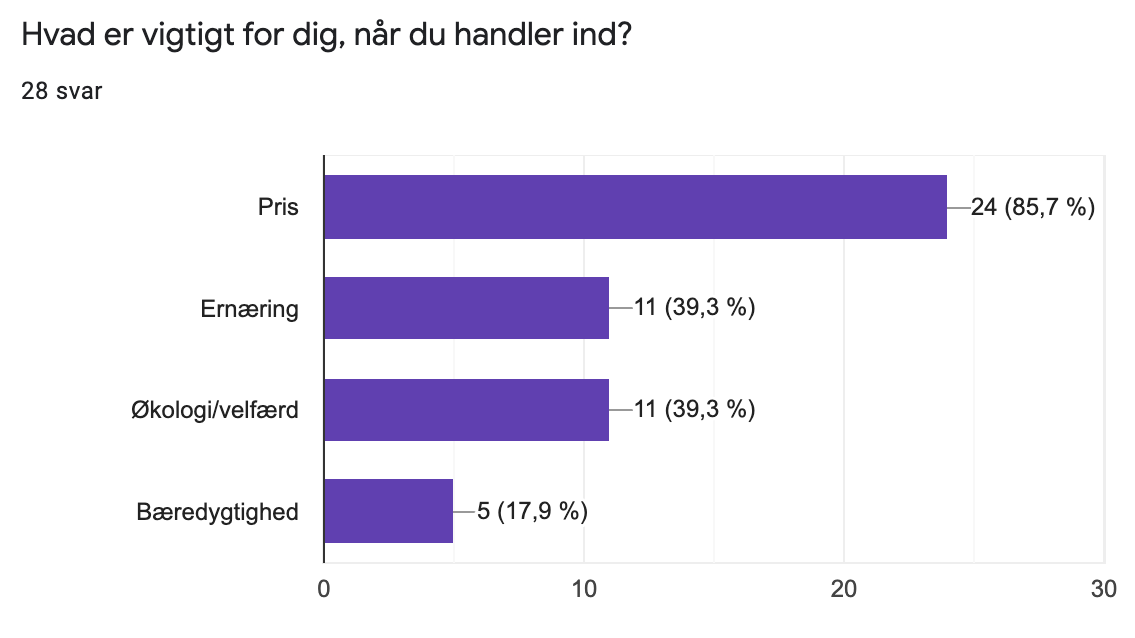 Hvad er vigtigt for dig, når du handler ind?
28 svar
Pris
24 (85,7 %)
Ernæring
11 (39,3 %)
Økologi/velfærd
11 (39,3 %)
Bæredygtighed
5 (17,9 %)
0 10 20 30